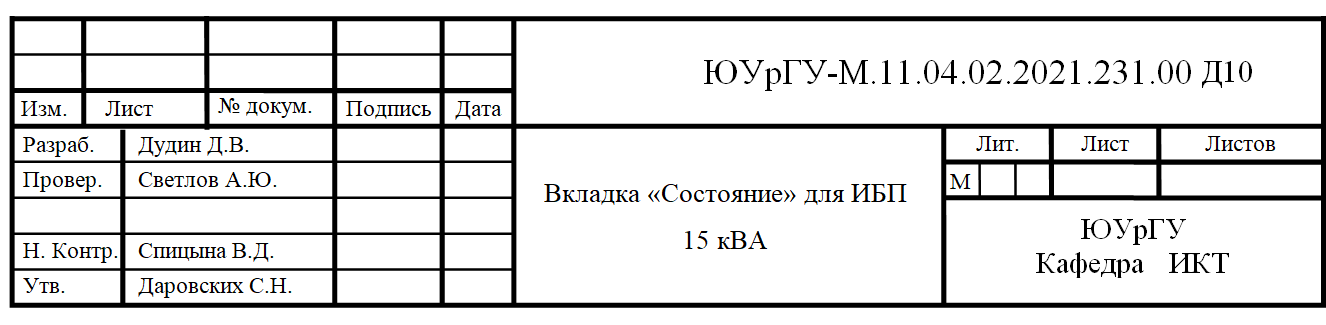 ЮУрГУ-М.11.04.02.2021.231.00 Д10
Изм. Лист № докум. Подпись Дата
Разраб. Дудин Д.В.
Провер. Светлов А.Ю.
Н. Контр. Спицына В.Д.
Утв. Даровских С.Н.
Вкладка «Состояние» для ИБП
15 кВА
Лит. Лист Листов
М
ЮУрГУ
Кафедра ИКТ